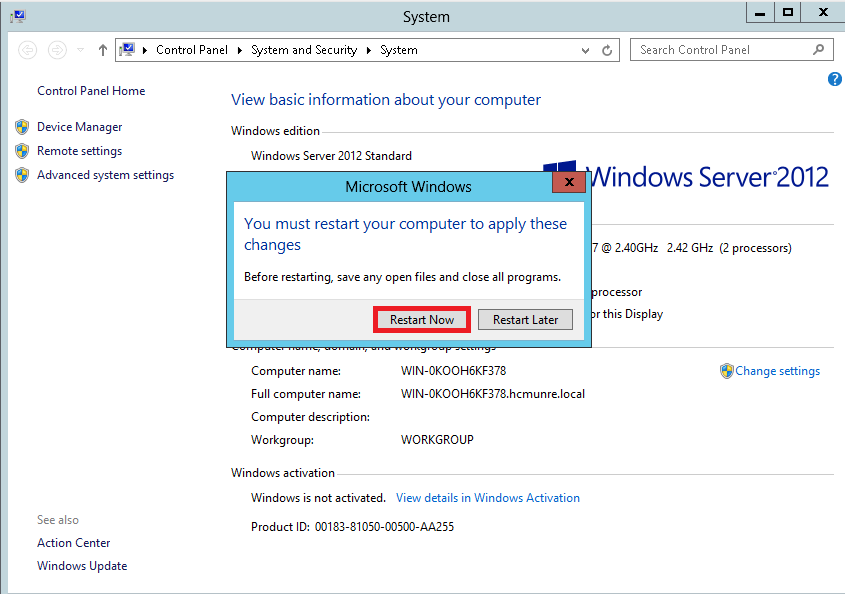 System
Control Panel System and Security System
Search Control Panel
Control Panel Home
Device Manager
Remote settings
Advanced system settings
View basic information about your computer
Windows edition
Windows Server 2012 Standard
Windows Server 2012
Microsoft Windows
You must restart your computer to apply these
changes
Before restarting, save any open files and close all programs.
Restart Now Restart Later
7 @ 2.40GHz 2.42 GHz (2 processors)
processor
or this Display
Computer name, domain, and workgroup settings
Computer name: WIN-0KOOH6KF378
Change settings
Full computer name: WIN-0KOOH6KF378.hcmunre.local
Computer description:
Workgroup: WORKGROUP
Windows activation
Windows is not activated. View details in Windows Activation
Product ID: 00183-81050-00500-AA255
See also
Action Center
Windows Update